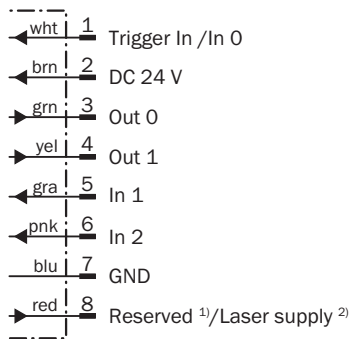 wht 1 Trigger In /In 0
brn 2 DC 24 V
grn 3 Out 0
yel 4 Out 1
gra 5 In 1
pnk 6 In 2
blu 7 GND
red 8 Reserved 1)/Laser supply 2)